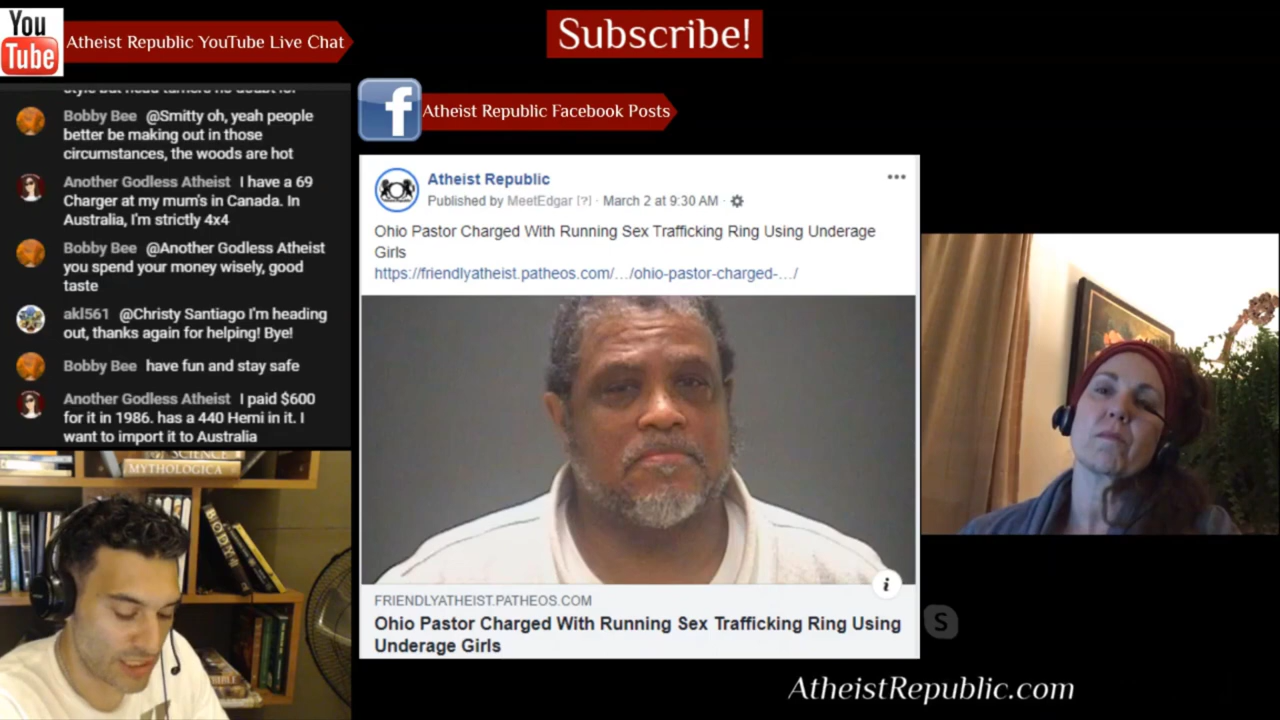 You
Tube
Atheist Republic YouTube Live Chat
Subscribe!
Bobby Bee @Smitty oh, yeah people
better be making out in those
circumstances, the woods are hot
Another Godless Atheist I have a 69
Charger at my mum's in Canada. In
Australia, I'm strictly 4x4
Bobby Bee @Another Godless Atheist
you spend your money wisely, good
taste
akl561 @Christy Santiago I'm heading
out, thanks again for helping! Bye!
Bobby Bee have fun and stay safe
Another Godless Atheist I paid $600
for it in 1986. has a 440 Hemi in it. I
want to import it to Australia
f
Atheist Republic Facebook Posts
Atheist Republic
Published by MeetEdgar [?] · March 2 at 9:30 AM ·
Ohio Pastor Charged With Running Sex Trafficking Ring Using Underage
Girls
https://friendlyatheist.patheos.com/…/ohio-pastor-charged-…/
i
FRIENDLYATHEIST.PATHEOS.COM
Ohio Pastor Charged With Running Sex Trafficking Ring Using
Underage Girls
SCIENCE
MYTHOLOGICA
BODY
S
AtheistRepublic.com